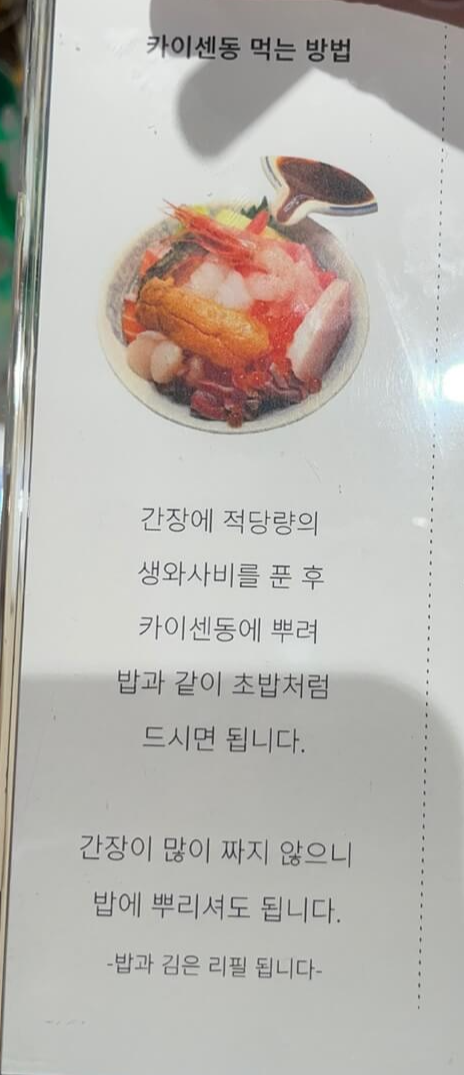 카이센동 먹는 방법
간장에 적당량의
생와사비를 푼 후
카이센동에 뿌려
밥과 같이 초밥처럼
드시면 됩니다.
간장이 많이 짜지 않으니
밥에 뿌리셔도 됩니다.
-밥과 김은 리필 됩니다-